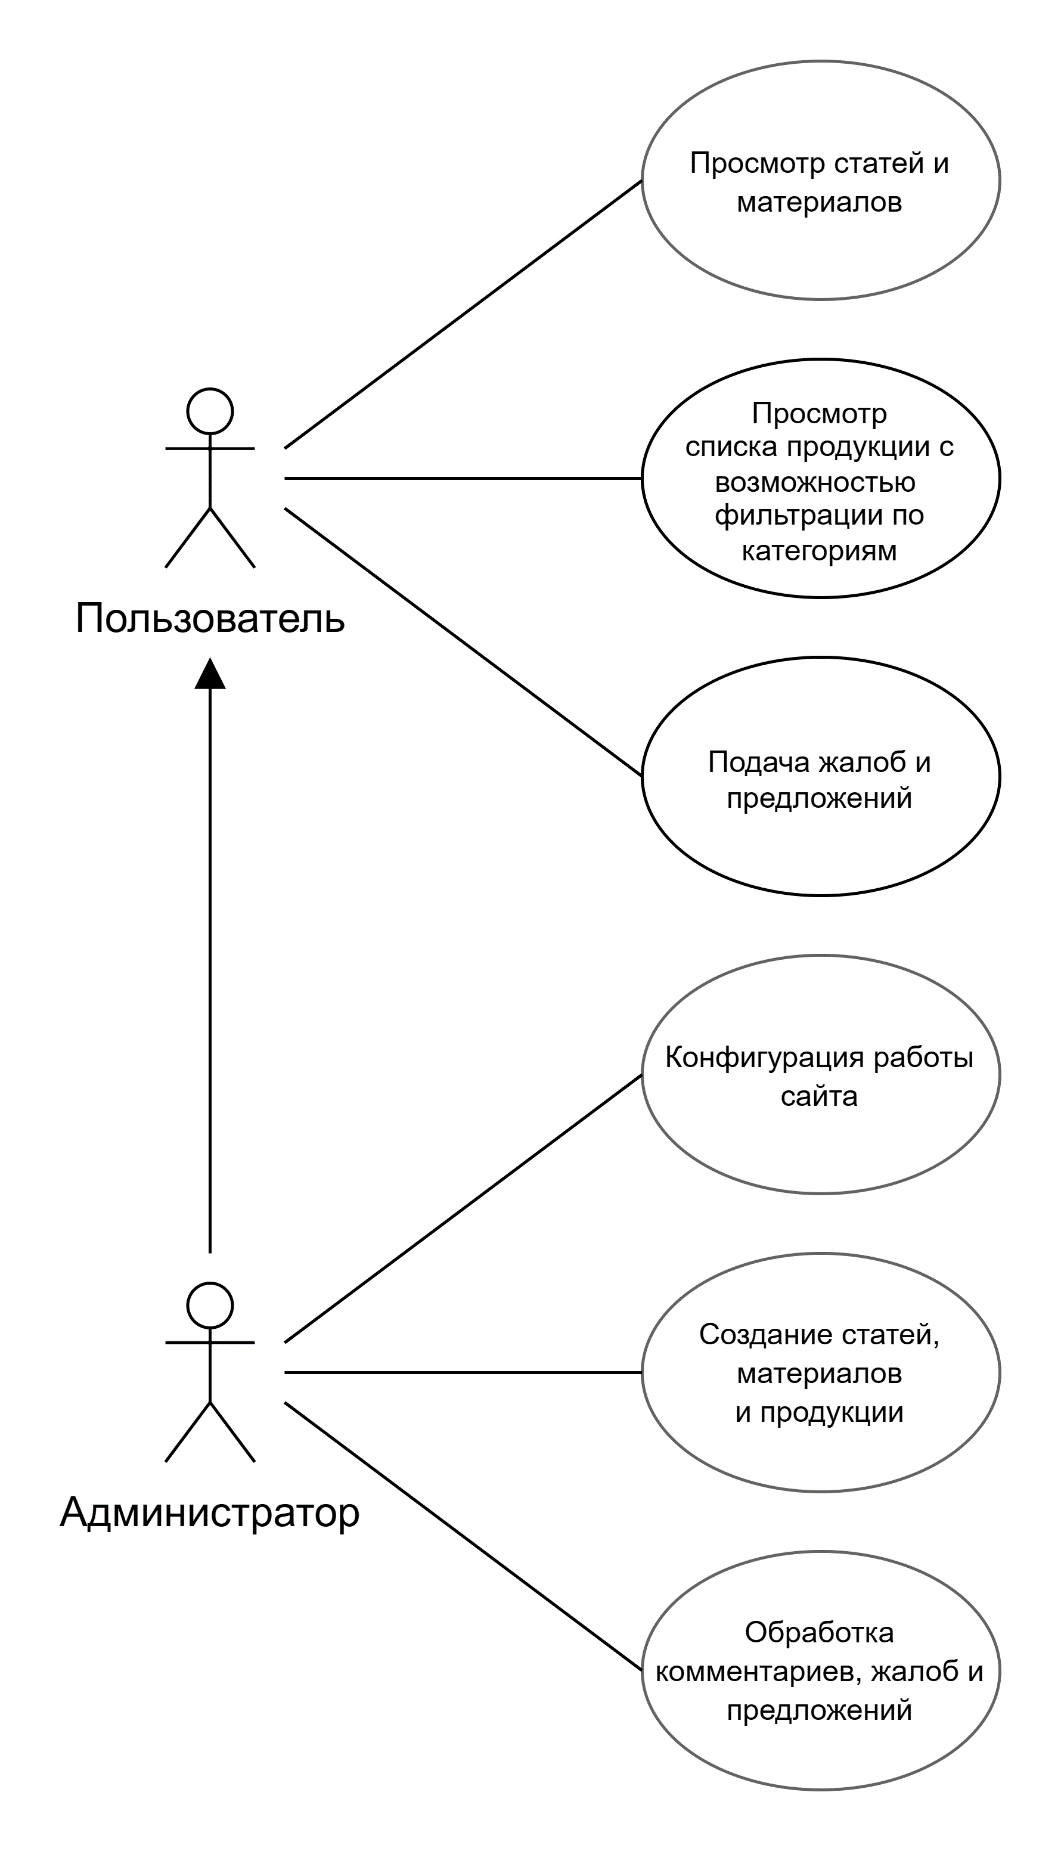 Просмотр статей и
материалов
Просмотр
списка продукции с
возможностью
фильтрации по
категориям
Пользователь
Подача жалоб и
предложений
Конфигурация работы
сайта
Создание статей,
материалов
и продукции
Администратор
Обработка
комментариев, жалоб и
предложений